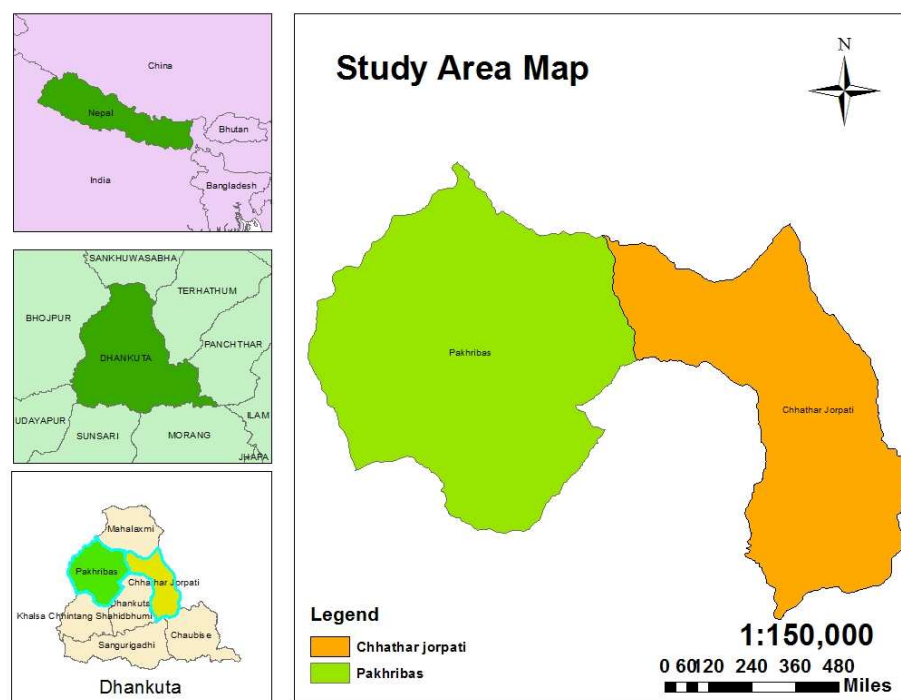 China
Nepal
Bhutan
India
Bangladesh
SANKHUWASABHA
TERHATHUM
BHOJPUR
PANCHTHAR
DHANKUTA
UDAYAPUR
ILAM
SUNSARI
MORANG
JHAPA
Mahalaxmi
Pakhribas
Chhathar Jorpati
Dhankuta
Khalsa Chhintang Shahidbhumi
Chaubise
Sangurigadhi
Dhankuta
Study Area Map
N
Pakhribas
Chhathar Jorpati
Legend
Chhathar jorpati
Pakhribas
1:150,000
0 60 120 240 360 480
Miles